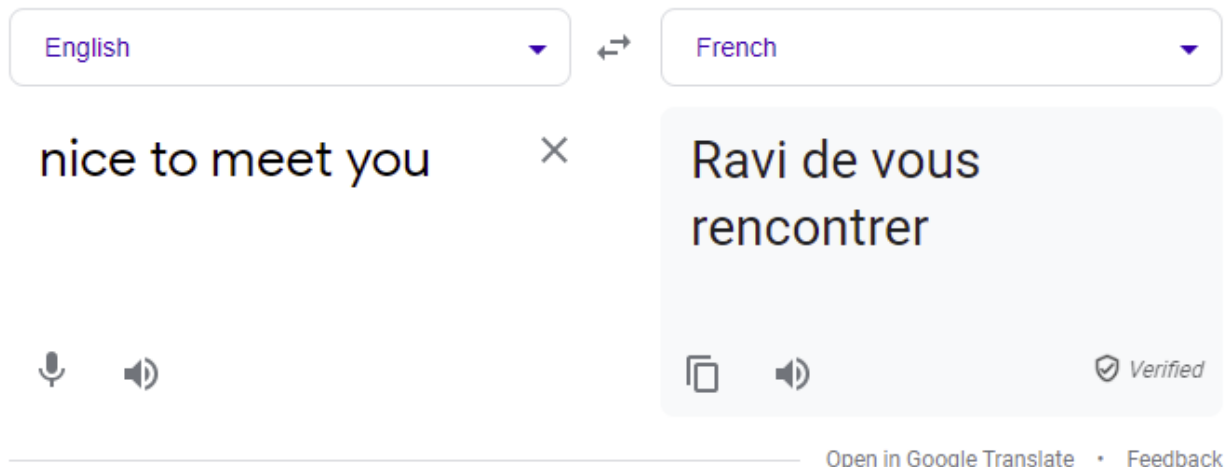 English French
nice to meet you
Ravi de vous
rencontrer
Verified
Open in Google Translate • Feedback